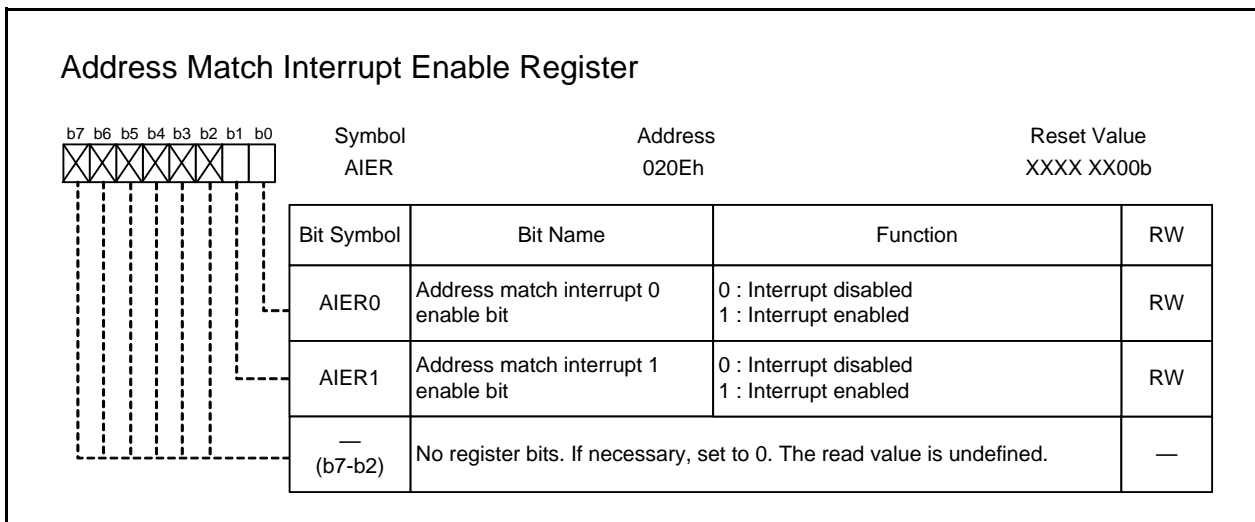 Address Match Interrupt Enable Register
b7 b6 b5 b4 b3 b2 b1 b0
Symbol Address Reset Value
AIER 020Eh XXXX XX00b
Bit Symbol Bit Name Function RW
AIER0 Address match interrupt 0 enable bit 0 : Interrupt disabled RW
1 : Interrupt enabled
AIER1 Address match interrupt 1 enable bit 0 : Interrupt disabled RW
1 : Interrupt enabled
—
(b7-b2) No register bits. If necessary, set to 0. The read value is undefined. —